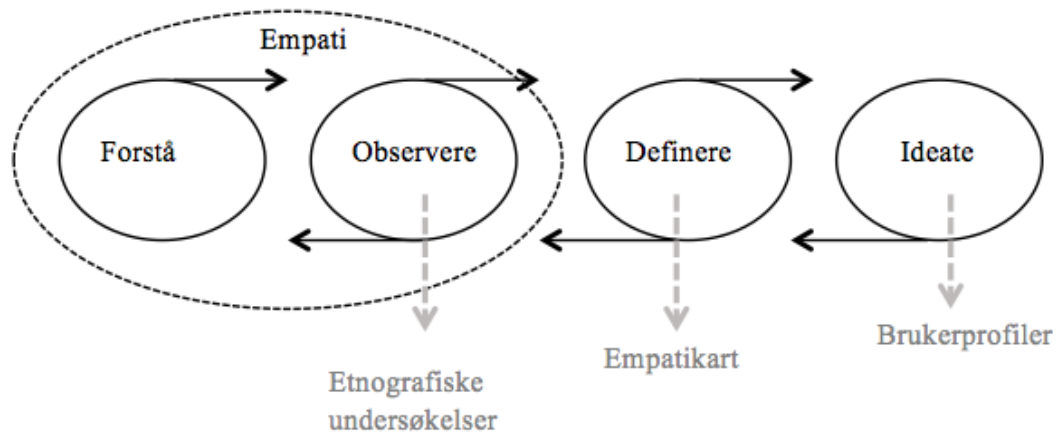 Empati
Forstå
Observere
Definere
Ideate
Etnografiske
undersøkelser
Empatikart
Brukerprofiler